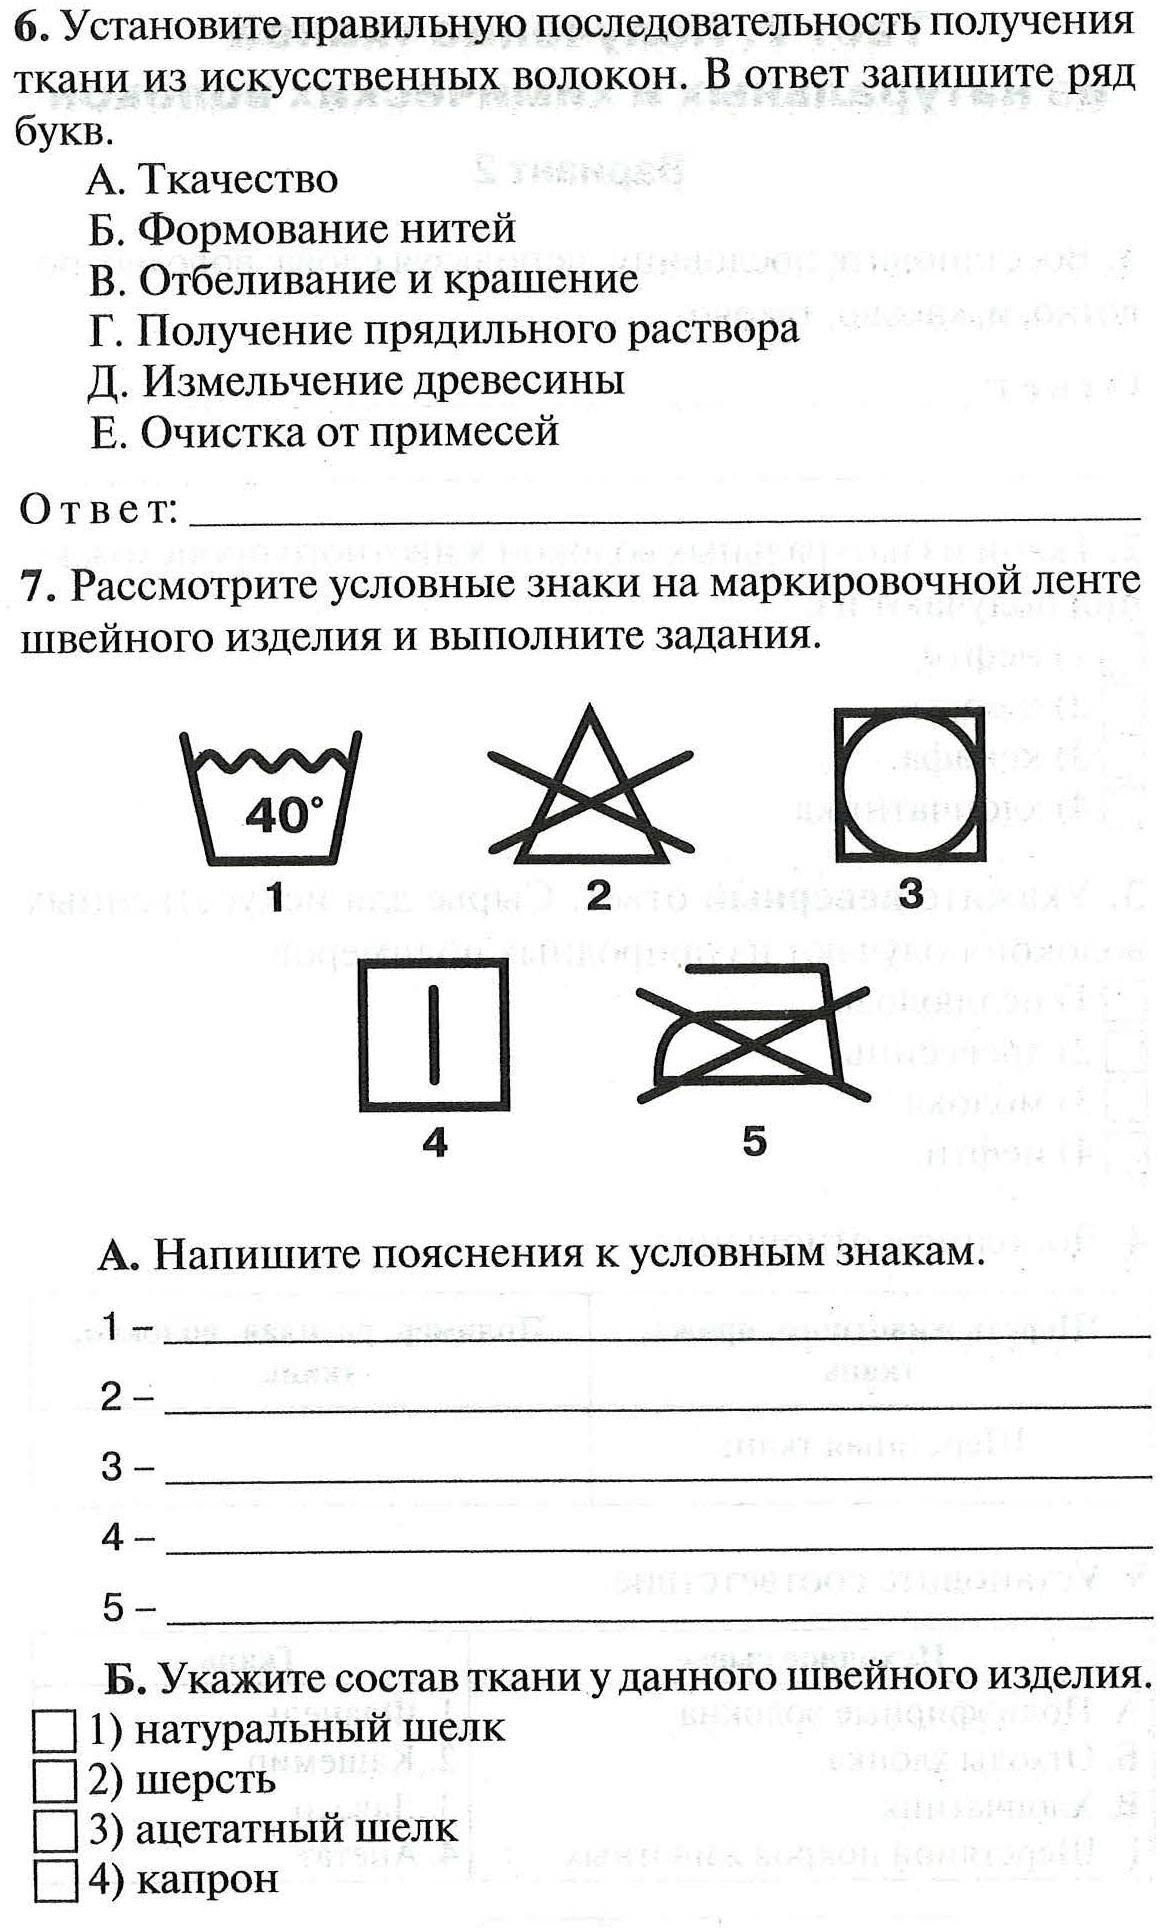 6. Установите правильную последовательность получения
ткани из искусственных волокон. В ответ запишите ряд
букв.
А. Ткачество
Б. Формование нитей
В. Отбеливание и крашение
Г. Получение прядильного раствора
Д. Измельчение древесины
Е. Очистка от примесей
Ответ:
7. Рассмотрите условные знаки на маркировочной ленте
швейного изделия и выполните задания.
40°
1 2 3
4 5
А. Напишите пояснения к условным знакам.
1 –
2 –
3 –
4 –
5 –
Б. Укажите состав ткани у данного швейного изделия.
1) натуральный шелк
2) шерсть
3) ацетатный шелк
4) капрон